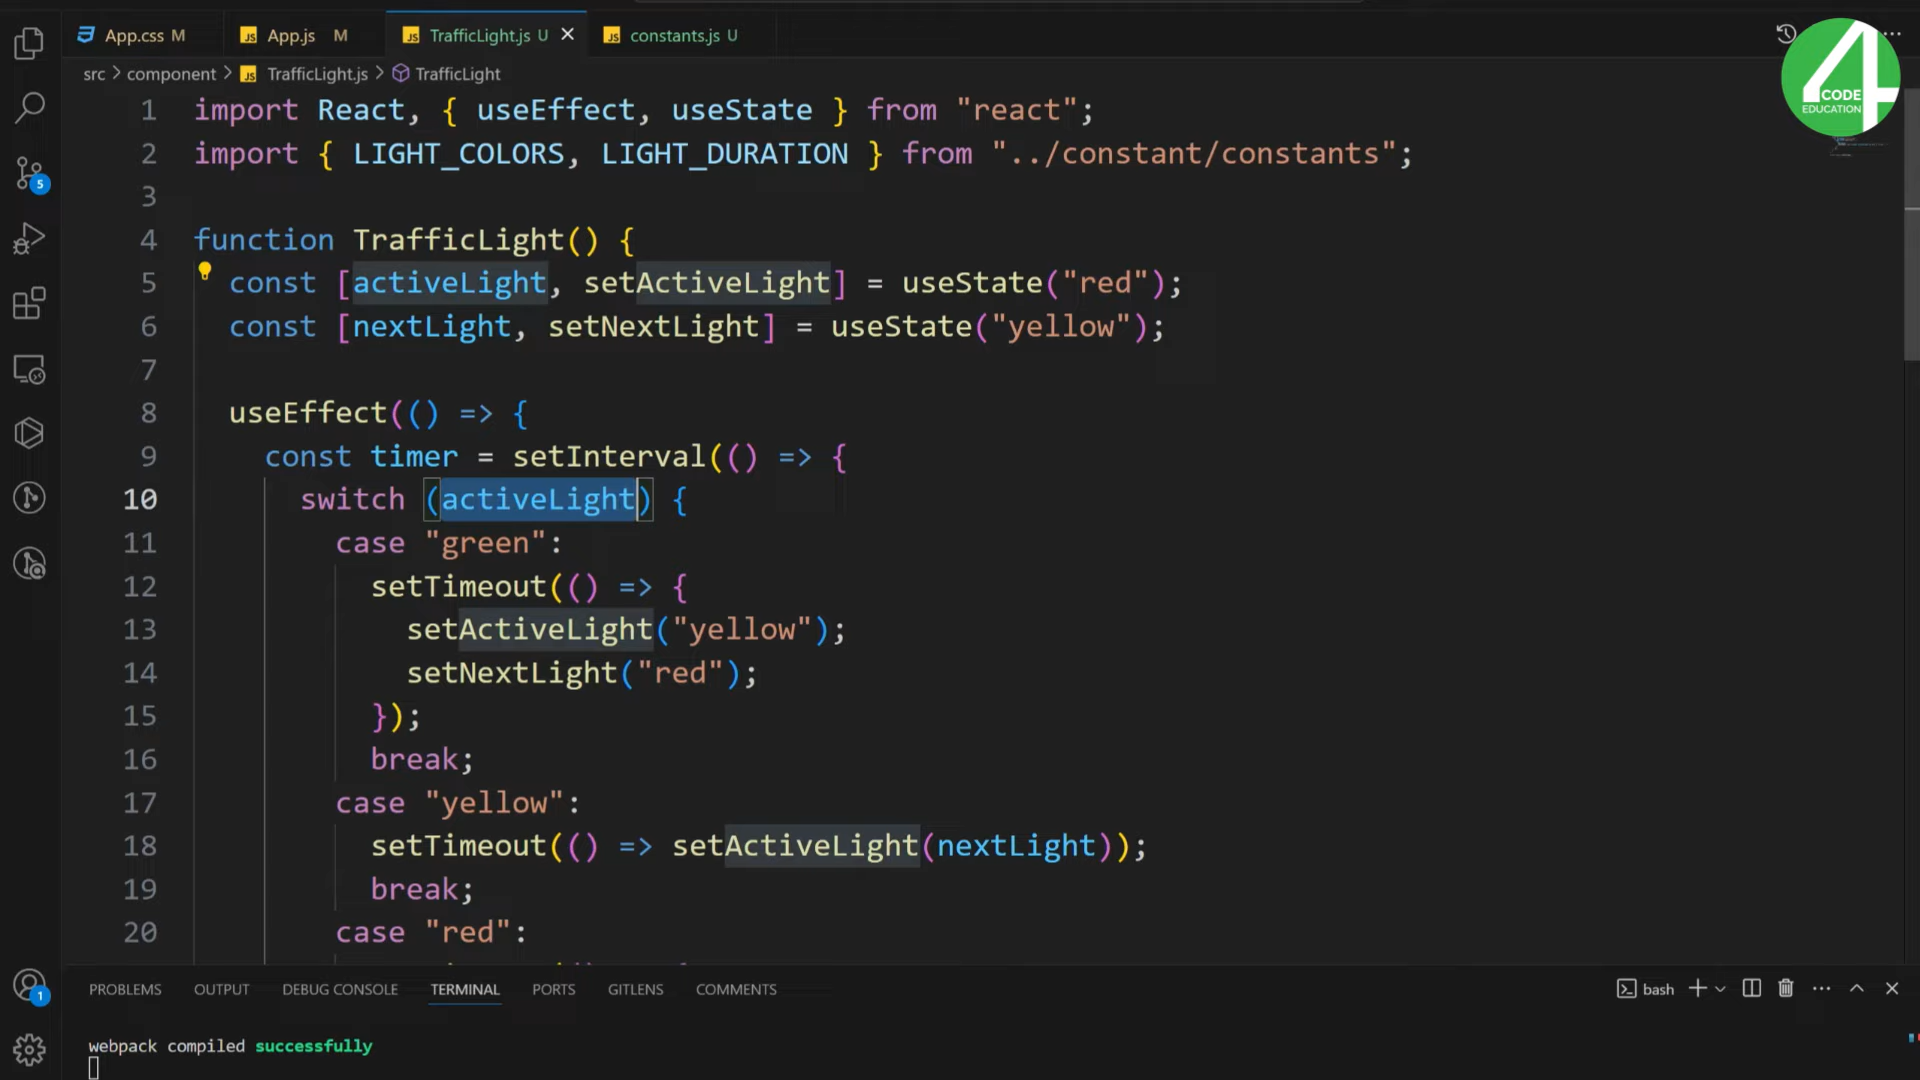 App.css M
App.js M
TrafficLight.js U
constants.js U
4
CODE
EDUCATION
src > component > TrafficLight.js > TrafficLight
1 import React, { useEffect, useState } from "react";
2 import { LIGHT_COLORS, LIGHT_DURATION } from "../constant/constants";
3
4 function TrafficLight() {
5 const [activeLight, setActiveLight] = useState("red");
6 const [nextLight, setNextLight] = useState("yellow");
7
8 useEffect(() => {
9 const timer = setInterval(() => {
10 switch (activeLight) {
11 case "green":
12 setTimeout(() => {
13 setActiveLight("yellow");
14 setNextLight("red");
15 });
16 break;
17 case "yellow":
18 setTimeout(() => setActiveLight(nextLight));
19 break;
20 case "red":
5
1
PROBLEMS OUTPUT DEBUG CONSOLE TERMINAL PORTS GITLENS COMMENTS
bash
webpack compiled successfully